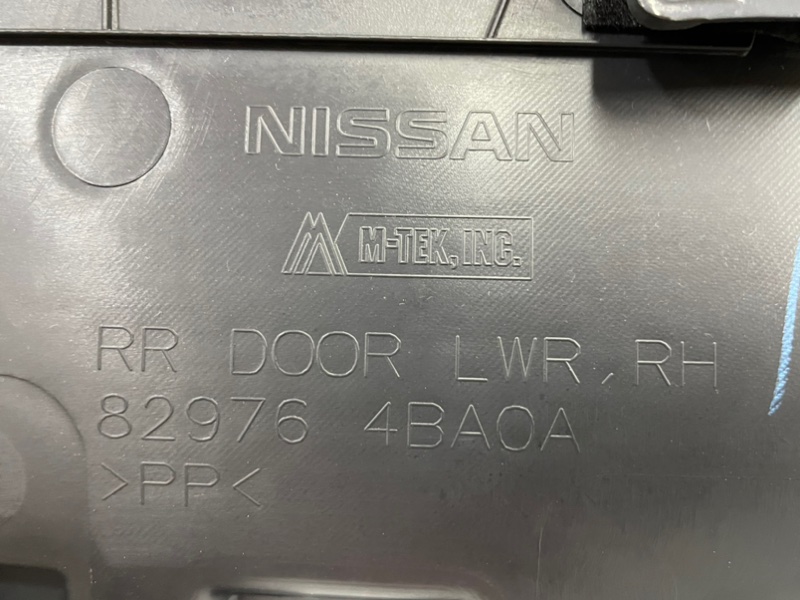 NISSAN
M-TEK, INC.
RR DOOR LWR, RH
82976 4BA0A
>PP<